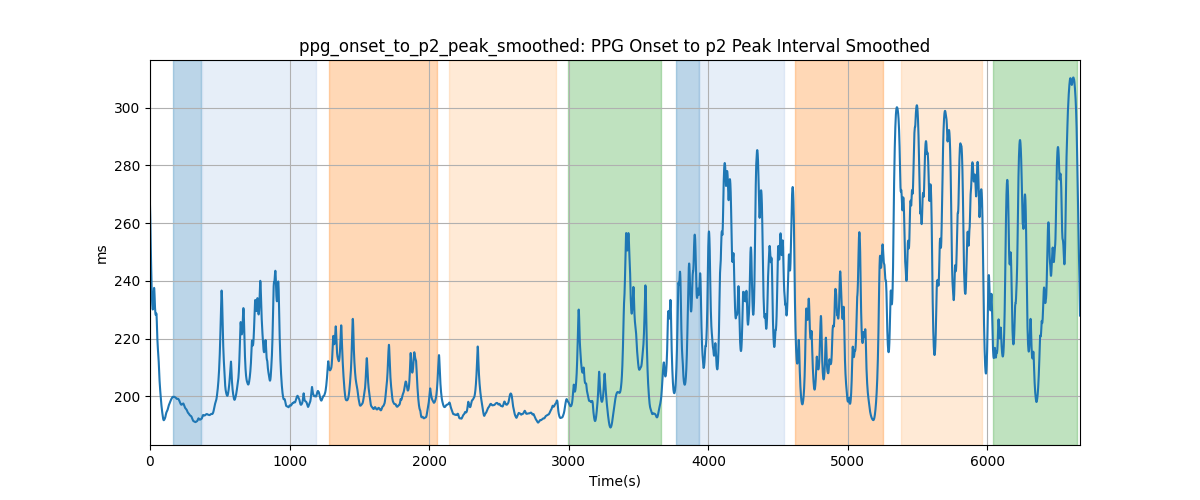 ppg_onset_to_p2_peak_smoothed: PPG Onset to p2 Peak Interval Smoothed
300
280
260
240
220
200
ms
0 1000 2000 3000 4000 5000 6000
Time(s)